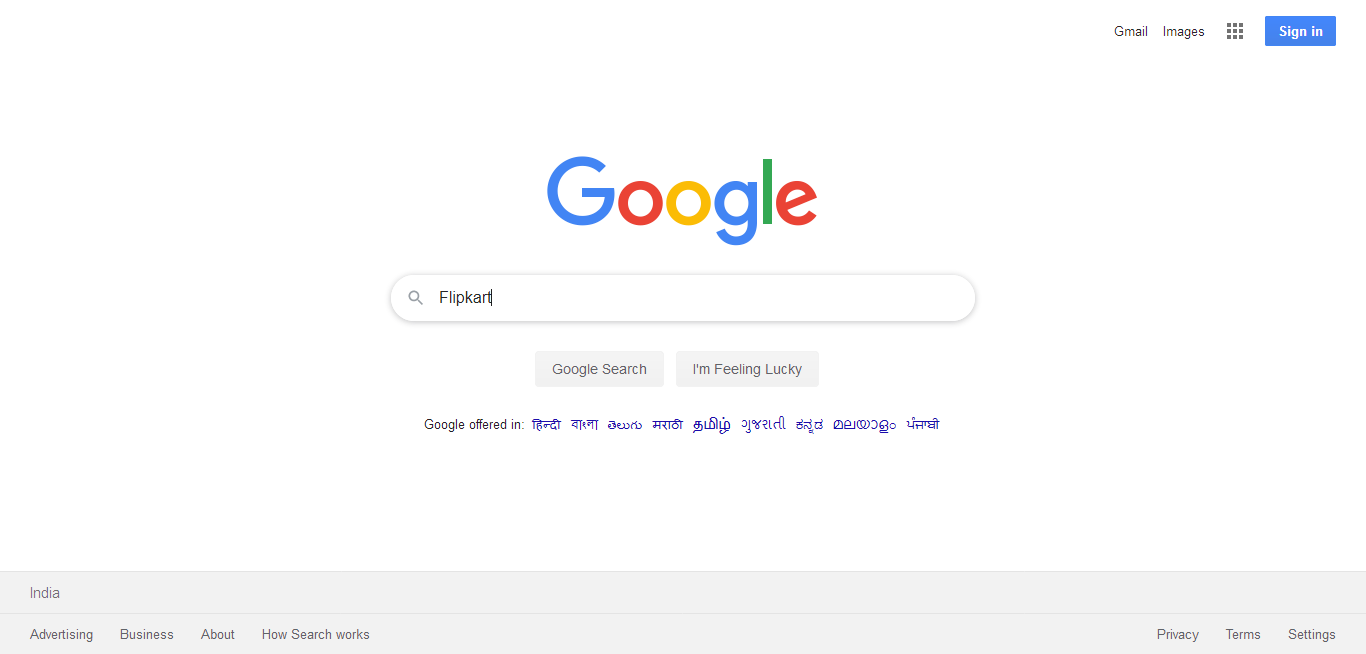 Gmail Images Sign in
Google
Flipkart
Google Search I'm Feeling Lucky
Google offered in: हिन्दी বাংলা తెలుగు मराठी தமிழ் ગુજરાતી ಕನ್ನಡ മലയാളം ਪੰਜਾਬੀ
India
Advertising Business About How Search works Privacy Terms Settings